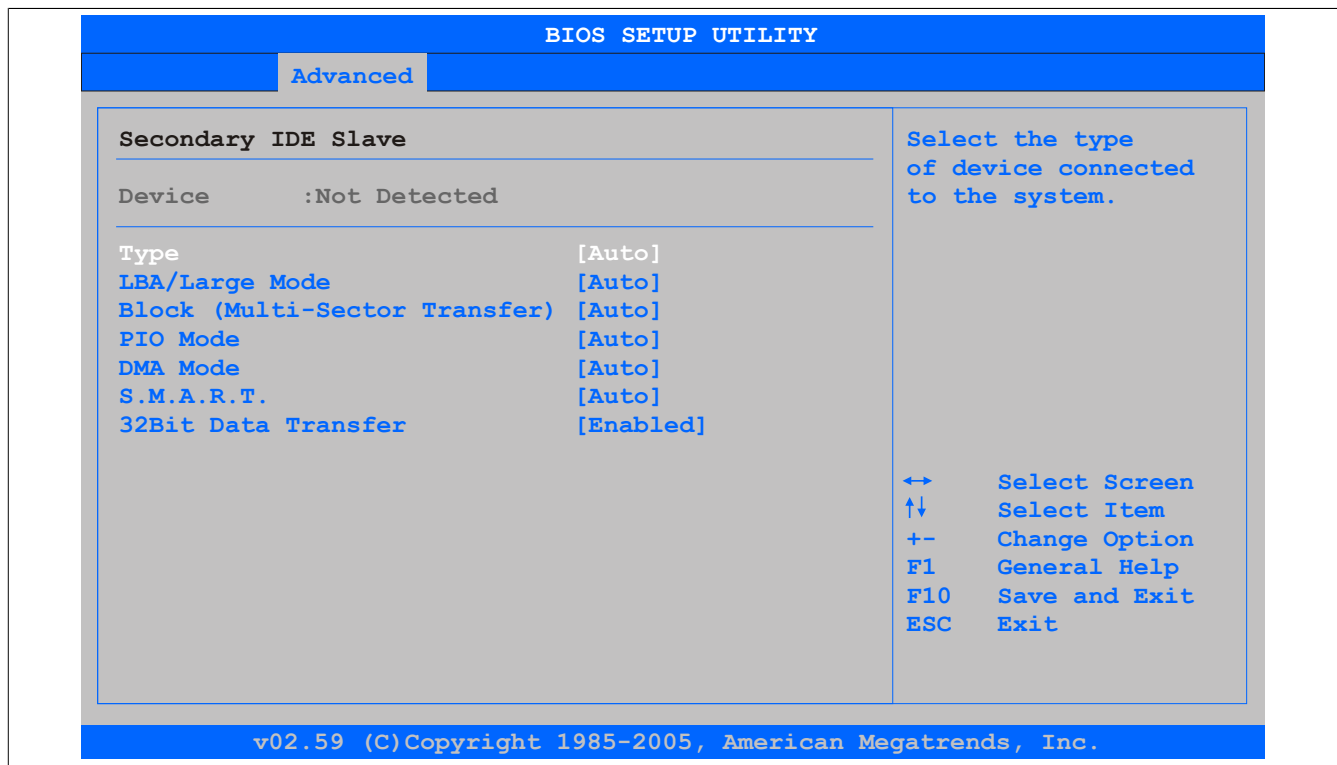 BIOS SETUP UTILITY
Advanced
Secondary IDE Slave
Device :Not Detected
Type [Auto]
LBA/Large Mode [Auto]
Block (Multi-Sector Transfer) [Auto]
PIO Mode [Auto]
DMA Mode [Auto]
S.M.A.R.T. [Auto]
32Bit Data Transfer [Enabled]
Select the type
of device connected
to the system.
↔ Select Screen
↑↓ Select Item
+- Change Option
F1 General Help
F10 Save and Exit
ESC Exit
v02.59 (C)Copyright 1985-2005, American Megatrends, Inc.